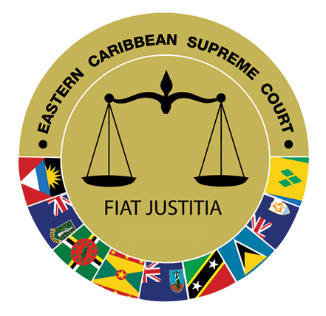 EASTERN CARIBBEAN SUPREME COURT
FIAT JUSTITIA